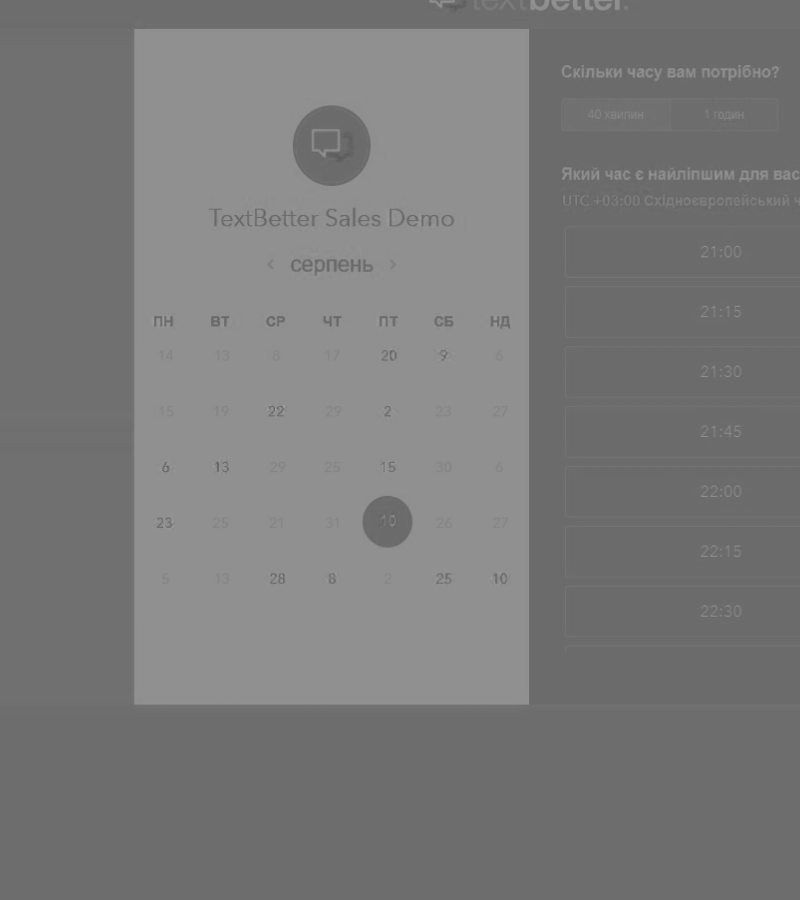 textbetter.
TextBetter Sales Demo
‹ серпень ›
ПН ВТ СР ЧТ ПТ СБ НД
14 13 8 17 20 9 6
15 19 22 29 2 23 27
6 13 29 25 15 30 6
23 25 21 31 10 26 27
5 13 28 8 2 25 10
Скільки часу вам потрібно?
40 хвилин 1 годин
Який час є найліпшим для вас
UTC +03:00 Східноєвропейський ч
21:00
21:15
21:30
21:45
22:00
22:15
22:30